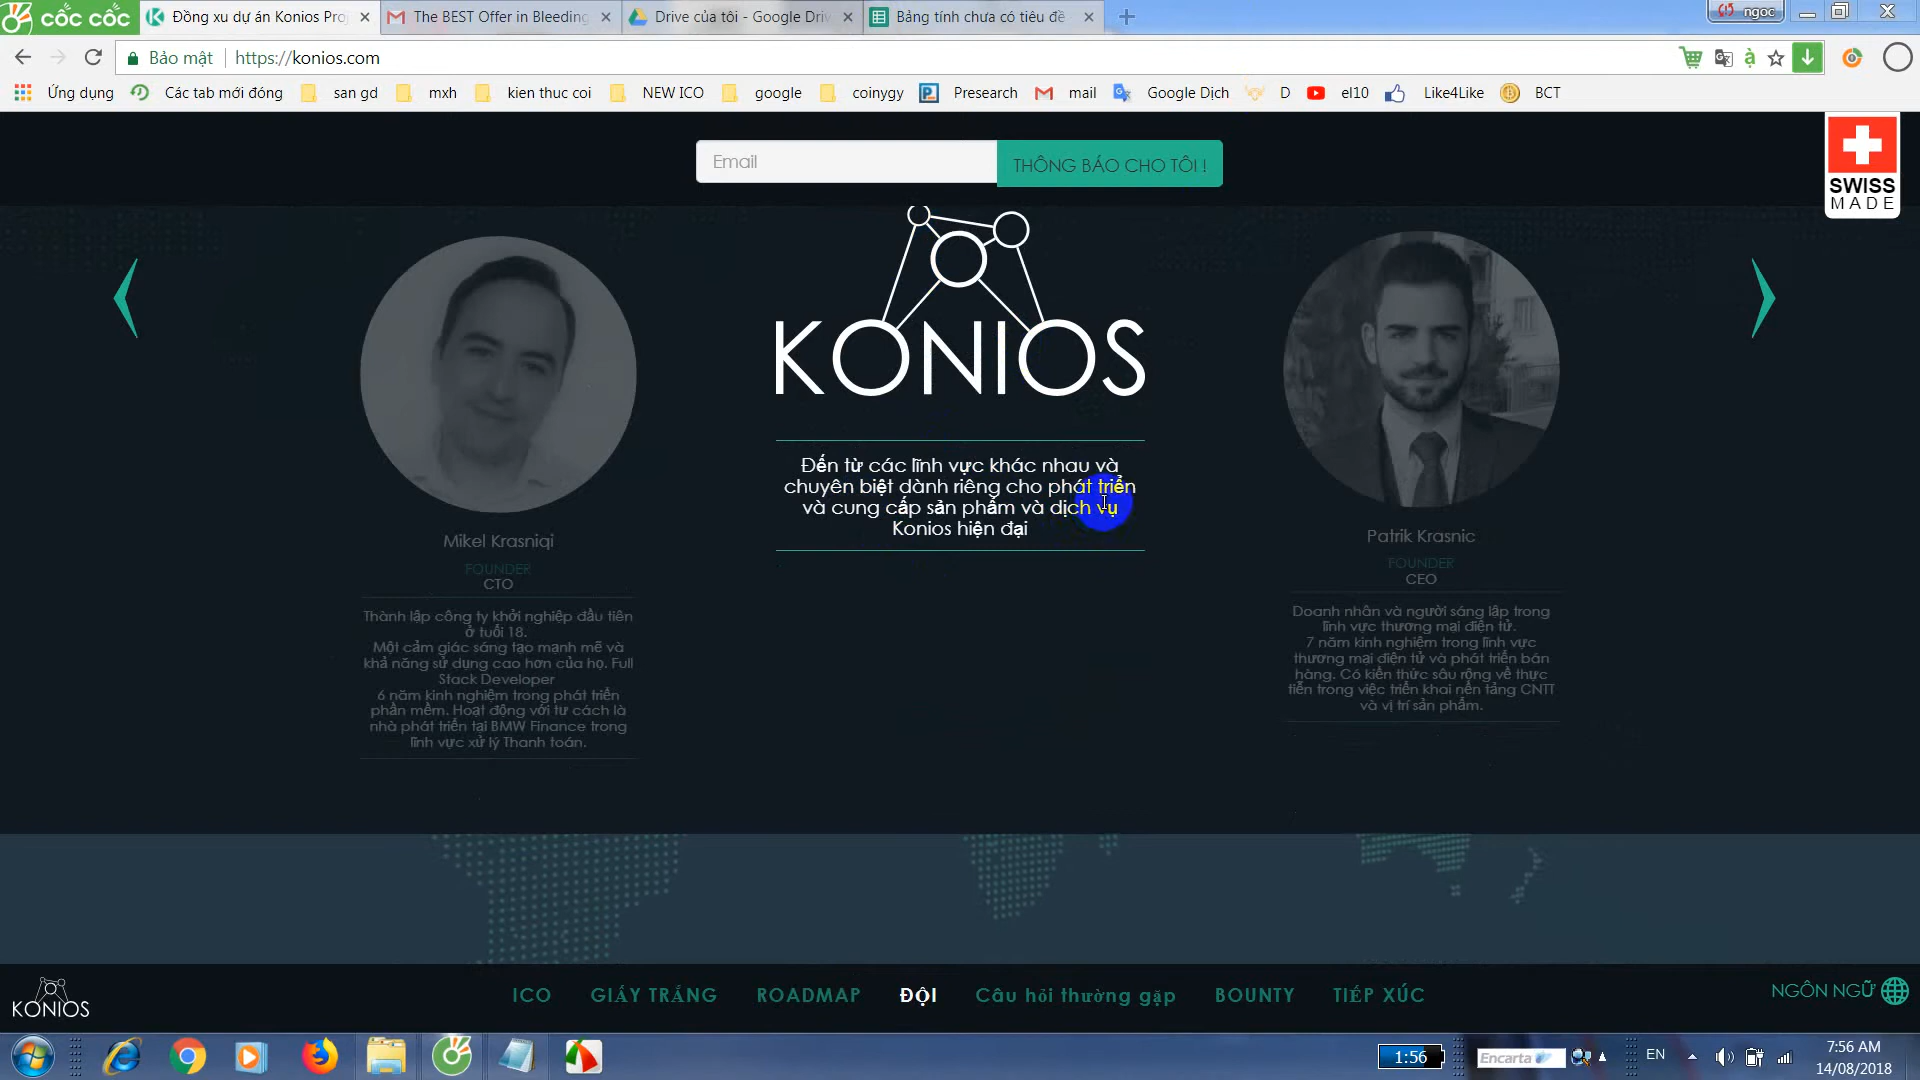 cốc cốc
Đồng xu dự án Konios Pro
The BEST Offer in Bleeding
Drive của tôi - Google Driv
Bảng tính chưa có tiêu đề
ngoc
Bảo mật
https://konios.com
Ứng dụng
Các tab mới đóng
san gd
mxh
kien thuc coi
NEW ICO
google
coinygy
Presearch
mail
Google Dịch
D
el10
Like4Like
BCT
Email
THÔNG BÁO CHO TÔI !
SWISS
MADE
KONIOS
Đến từ các lĩnh vực khác nhau và
chuyên biệt dành riêng cho phát triển
và cung cấp sản phẩm và dịch vụ
Konios hiện đại
Mikel Krasniqi
FOUNDER
CTO
Thành lập công ty khởi nghiệp đầu tiên
ở tuổi 18.
Một cảm giác sáng tạo mạnh mẽ và
khả năng sử dụng cao hơn của họ. Full
Stack Developer
6 năm kinh nghiệm trong phát triển
phần mềm. Hoạt động với tư cách là
nhà phát triển tại BMW Finance trong
lĩnh vực xử lý Thanh toán.
Patrik Krasnic
FOUNDER
CEO
Doanh nhân và người sáng lập trong
lĩnh vực thương mại điện tử.
7 năm kinh nghiệm trong lĩnh vực
thương mại điện tử và phát triển bán
hàng. Có kiến thức sâu rộng về thực
tiễn trong việc triển khai nền tảng CNTT
và vị trí sản phẩm.
KONIOS
ICO
GIẤY TRẮNG
ROADMAP
ĐỘI
Câu hỏi thường gặp
BOUNTY
TIẾP XÚC
NGÔN NGỮ
1:56
Encarta
EN
7:56 AM
14/08/2018